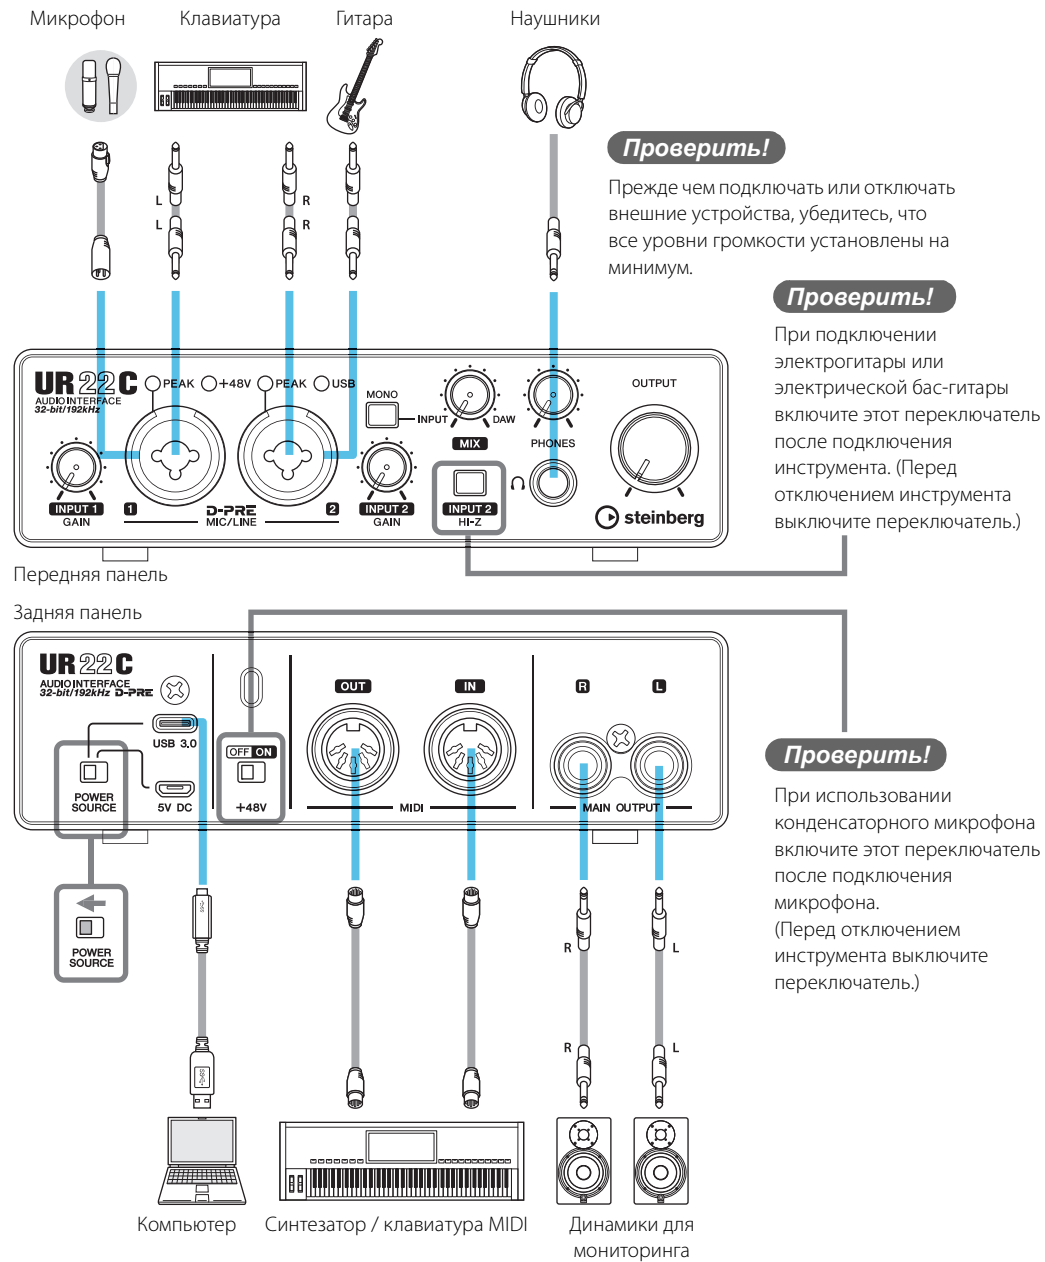 Микрофон
Клавиатура
Гитара
Наушники
Проверить!
Прежде чем подключать или отключать
внешние устройства, убедитесь, что
все уровни громкости установлены на
минимум.
L
R
L
R
Проверить!
При подключении
электрогитары или
электрической бас-гитары
включите этот переключатель
после подключения
инструмента. (Перед
отключением инструмента
выключите переключатель.)
UR22C
AUDIO INTERFACE
32-bit/192kHz
PEAK
+48V
PEAK
USB
MONO
INPUT
DAW
MIX
PHONES
OUTPUT
INPUT 1
GAIN
1
D-PRE
MIC/LINE
2
INPUT 2
GAIN
INPUT 2
HI-Z
steinberg
Передняя панель
Задняя панель
UR22C
AUDIO INTERFACE
32-bit/192kHz D-PRE
USB 3.0
POWER
SOURCE
5V DC
OFF ON
+48V
OUT
IN
MIDI
R
L
MAIN OUTPUT
Проверить!
При использовании
конденсаторного микрофона
включите этот переключатель
после подключения
микрофона.
(Перед отключением
инструмента выключите
переключатель.)
POWER
SOURCE
R
L
R
L
Компьютер
Синтезатор / клавиатура MIDI
Динамики для
мониторинга